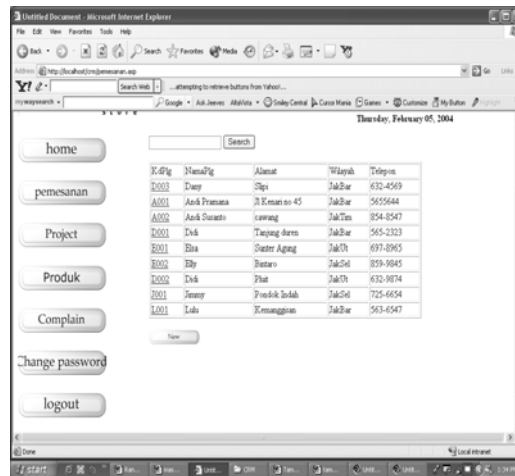 Untitled Document - Microsoft Internet Explorer
File Edit View Favorites Tools Help
Back Search Favorites Media
Address http://localhost/crm/pemesanan.asp Go Links
Y! Search Web ...attempting to retrieve buttons from Yahoo!...
mywaysearch Google Ask Jeeves AltaVista Smiley Central Cursor Mania Games Customize My Button Highlight
store
Thursday, February 05, 2004
Search
home
pemesanan
Project
Produk
Complain
Change password
logout
KdPlg NamaPlg Alamat Wilayah Telepon
D003 Dany Slipi JakBar 632-4569
A001 Andi Pramana Jl Kenari no 45 JakBar 5655644
A002 Andi Susanto cawang JakTim 854-8547
D001 Didi Tanjung duren JakBar 565-2323
E001 Elsa Sunter Agung JakUt 697-8965
E002 Elly Bintaro JakSel 859-9845
D002 Didi Pluit JakUt 632-9874
J001 Jimmy Pondok Indah JakSel 725-6654
L001 Lulu Kemanggisan JakBar 563-6547
New
Done Local intranet
start